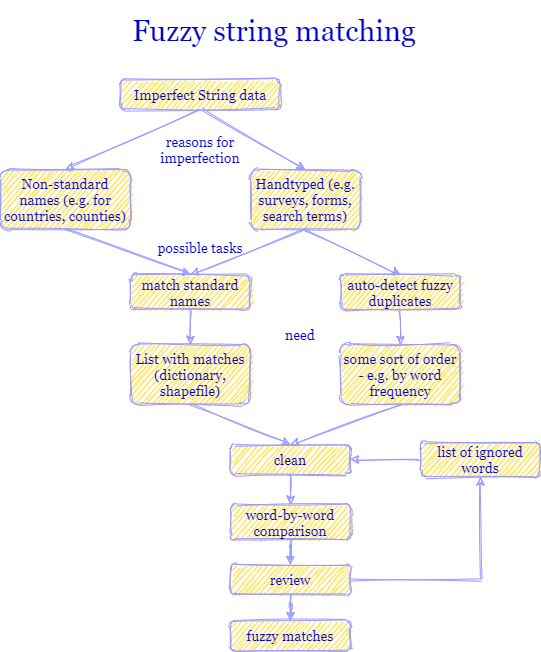 Fuzzy string matching
Imperfect String data
reasons for
imperfection
Non-standard
names (e.g. for
countries, counties)
Handtyped (e.g.
surveys, forms,
search terms)
possible tasks
match standard
names
auto-detect fuzzy
duplicates
need
List with matches
(dictionary,
shapefile)
some sort of order
- e.g. by word
frequency
clean
list of ignored
words
word-by-word
comparison
review
fuzzy matches